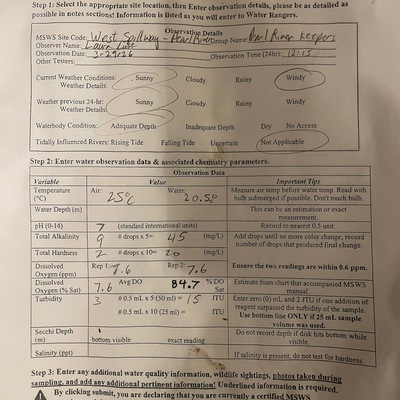 Step 1: Select the appropriate site location, then Enter observation details, please be as detailed as
possible in notes sections! Information is listed as you will enter to Water Rangers.
Observation Details
MSWS Site Code: West Spillway - Pearl River Group Name: Pearl River keepers
Observer Name:
Observation Date: 3/29/26 Observation Time (24hr): 12:15
Other Testers:
Current Weather Conditions: Sunny Cloudy Rainy Windy
Weather Details:
Weather previous 24-hr: Sunny Cloudy Rainy Windy
Weather Details:
Waterbody Condition: Adequate Depth Inadequate Depth Dry No Access
Tidally Influenced Rivers: Rising Tide Falling Tide Uncertain Not Applicable
Step 2: Enter water observation data & associated chemistry parameters.
Observation Data
Variable Value Important Tips
Temperature (°C) Air: 25°C Water: 20.5° Measure air temp before water temp. Read with bulb submerged if possible. Don't touch bulb.
Water Depth (m) This can be an estimation or exact measurement.
pH (0-14) 7 (standard international units) Record to nearest 0.5 unit.
Total Alkalinity 9 # drops x 5= 45 (mg/L) Add drops until no more color change; record number of drops that produced final change.
Total Hardness 2 # drops x 10= 20 (mg/L)
Dissolved Oxygen (ppm) Rep 1: 7.6 Rep 2: 7.6 Ensure the two readings are within 0.6 ppm.
Dissolved Oxygen (% Sat) 7.6 Avg DO 84.7 % DO Sat Estimate from chart that accompanied MSWS manual.
Turbidity 3 # 0.5 mL x 5 (50 ml) = 15 JTU Enter zero (0) mL and 2 JTU if one addition of reagent surpassed the turbidity of the sample.
# 0.5 mL x 10 (25 ml) = JTU Use bottom line ONLY if 25 mL sample volume was used.
Secchi Depth (m) bottom visible exact reading Do not record depth if disk hits bottom while visible.
Salinity (ppt) If salinity is present, do not test for hardness.
Step 3: Enter any additional water quality information, wildlife sightings, photos taken during
sampling, and add any additional pertinent information! Underlined information is required.
By clicking submit, you are declaring that you are currently a certified MSWS